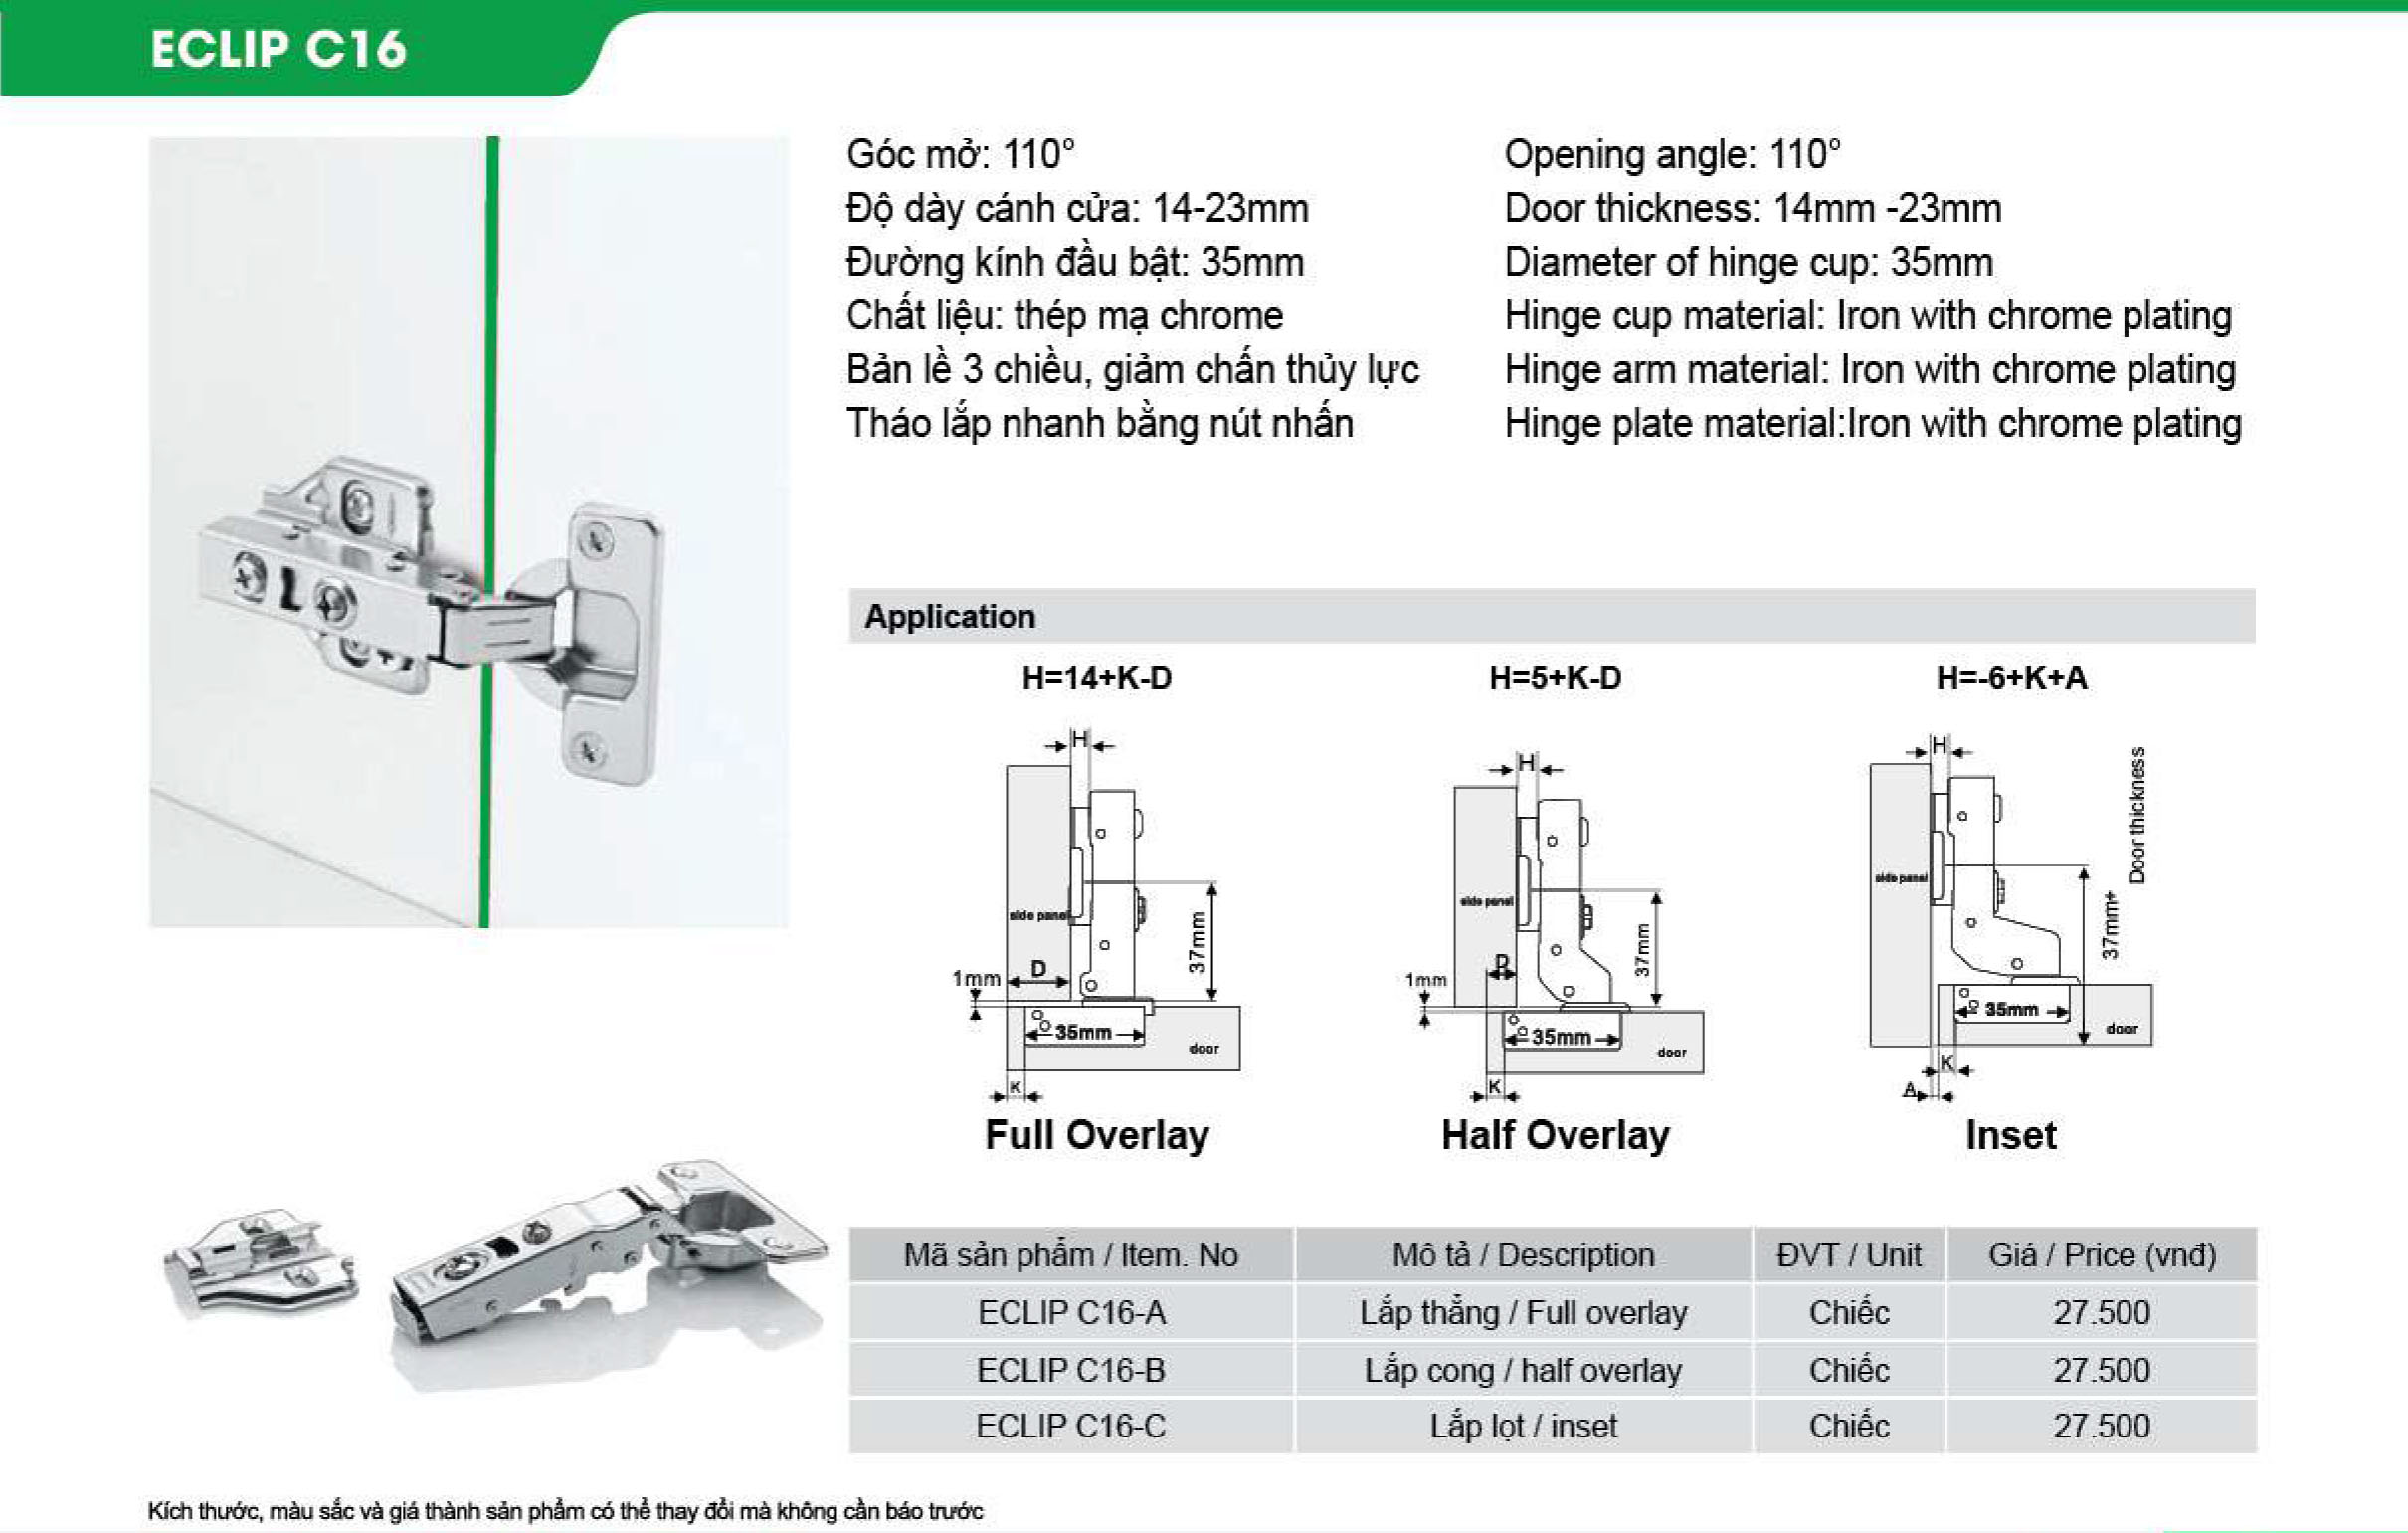 ECLIP C16
Góc mở: 110°
Độ dày cánh cửa: 14-23mm
Đường kính đầu bật: 35mm
Chất liệu: thép mạ chrome
Bản lề 3 chiều, giảm chấn thủy lực
Tháo lắp nhanh bằng nút nhấn
Opening angle: 110°
Door thickness: 14mm -23mm
Diameter of hinge cup: 35mm
Hinge cup material: Iron with chrome plating
Hinge arm material: Iron with chrome plating
Hinge plate material:Iron with chrome plating
Application
H=14+K-D
H
side panel
37mm
D
1mm
35mm
door
K
Full Overlay
H=5+K-D
H
side panel
37mm
D
1mm
35mm
door
K
Half Overlay
H=-6+K+A
H
Door thickness
side panel
37mm+
35mm
door
K
A
Inset
Mã sản phẩm / Item. No Mô tả / Description ĐVT / Unit Giá / Price (vnđ)
ECLIP C16-A Lắp thẳng / Full overlay Chiếc 27.500
ECLIP C16-B Lắp cong / half overlay Chiếc 27.500
ECLIP C16-C Lắp lọt / inset Chiếc 27.500
Kích thước, màu sắc và giá thành sản phẩm có thể thay đổi mà không cần báo trước